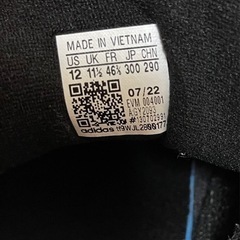 MADE IN VIETNAM
US UK FR JP CHN
12 11½ 46⅔ 300 290
07/22
EVM 004001
adidas